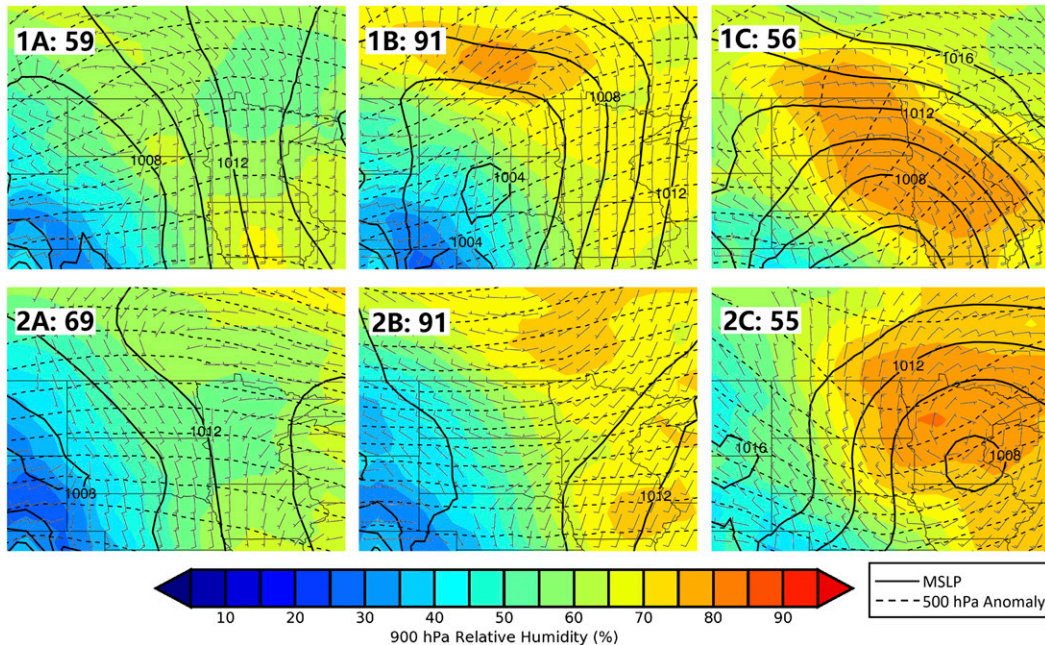 1A: 59
1008
1012
1B: 91
1008
1004
1012
1004
1C: 56
1016
1012
1008
2A: 69
1012
1008
2B: 91
1012
2C: 55
1012
1016
1008
10 20 30 40 50 60 70 80 90
900 hPa Relative Humidity (%)
MSLP
500 hPa Anomaly